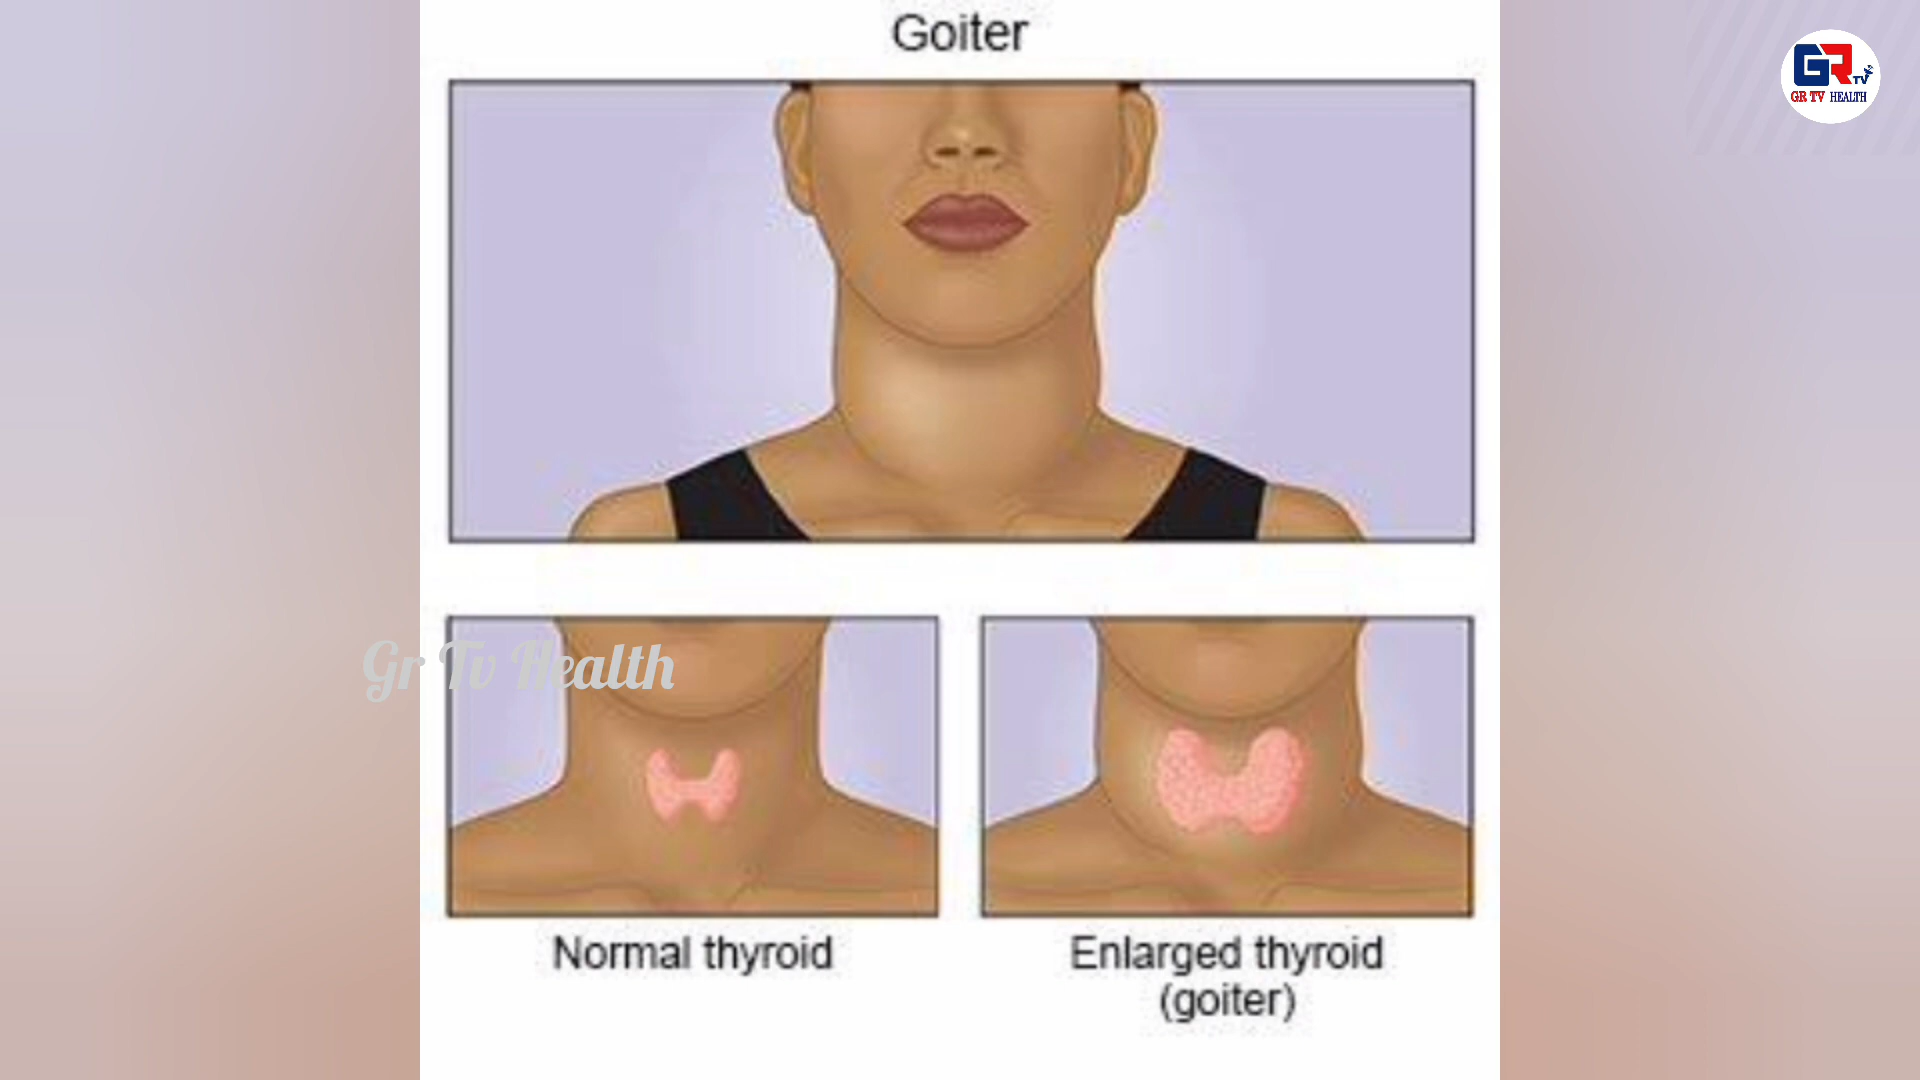 Goiter
GR TV
GR TV HEALTH
Gr Tv Health
Normal thyroid
Enlarged thyroid
(goiter)